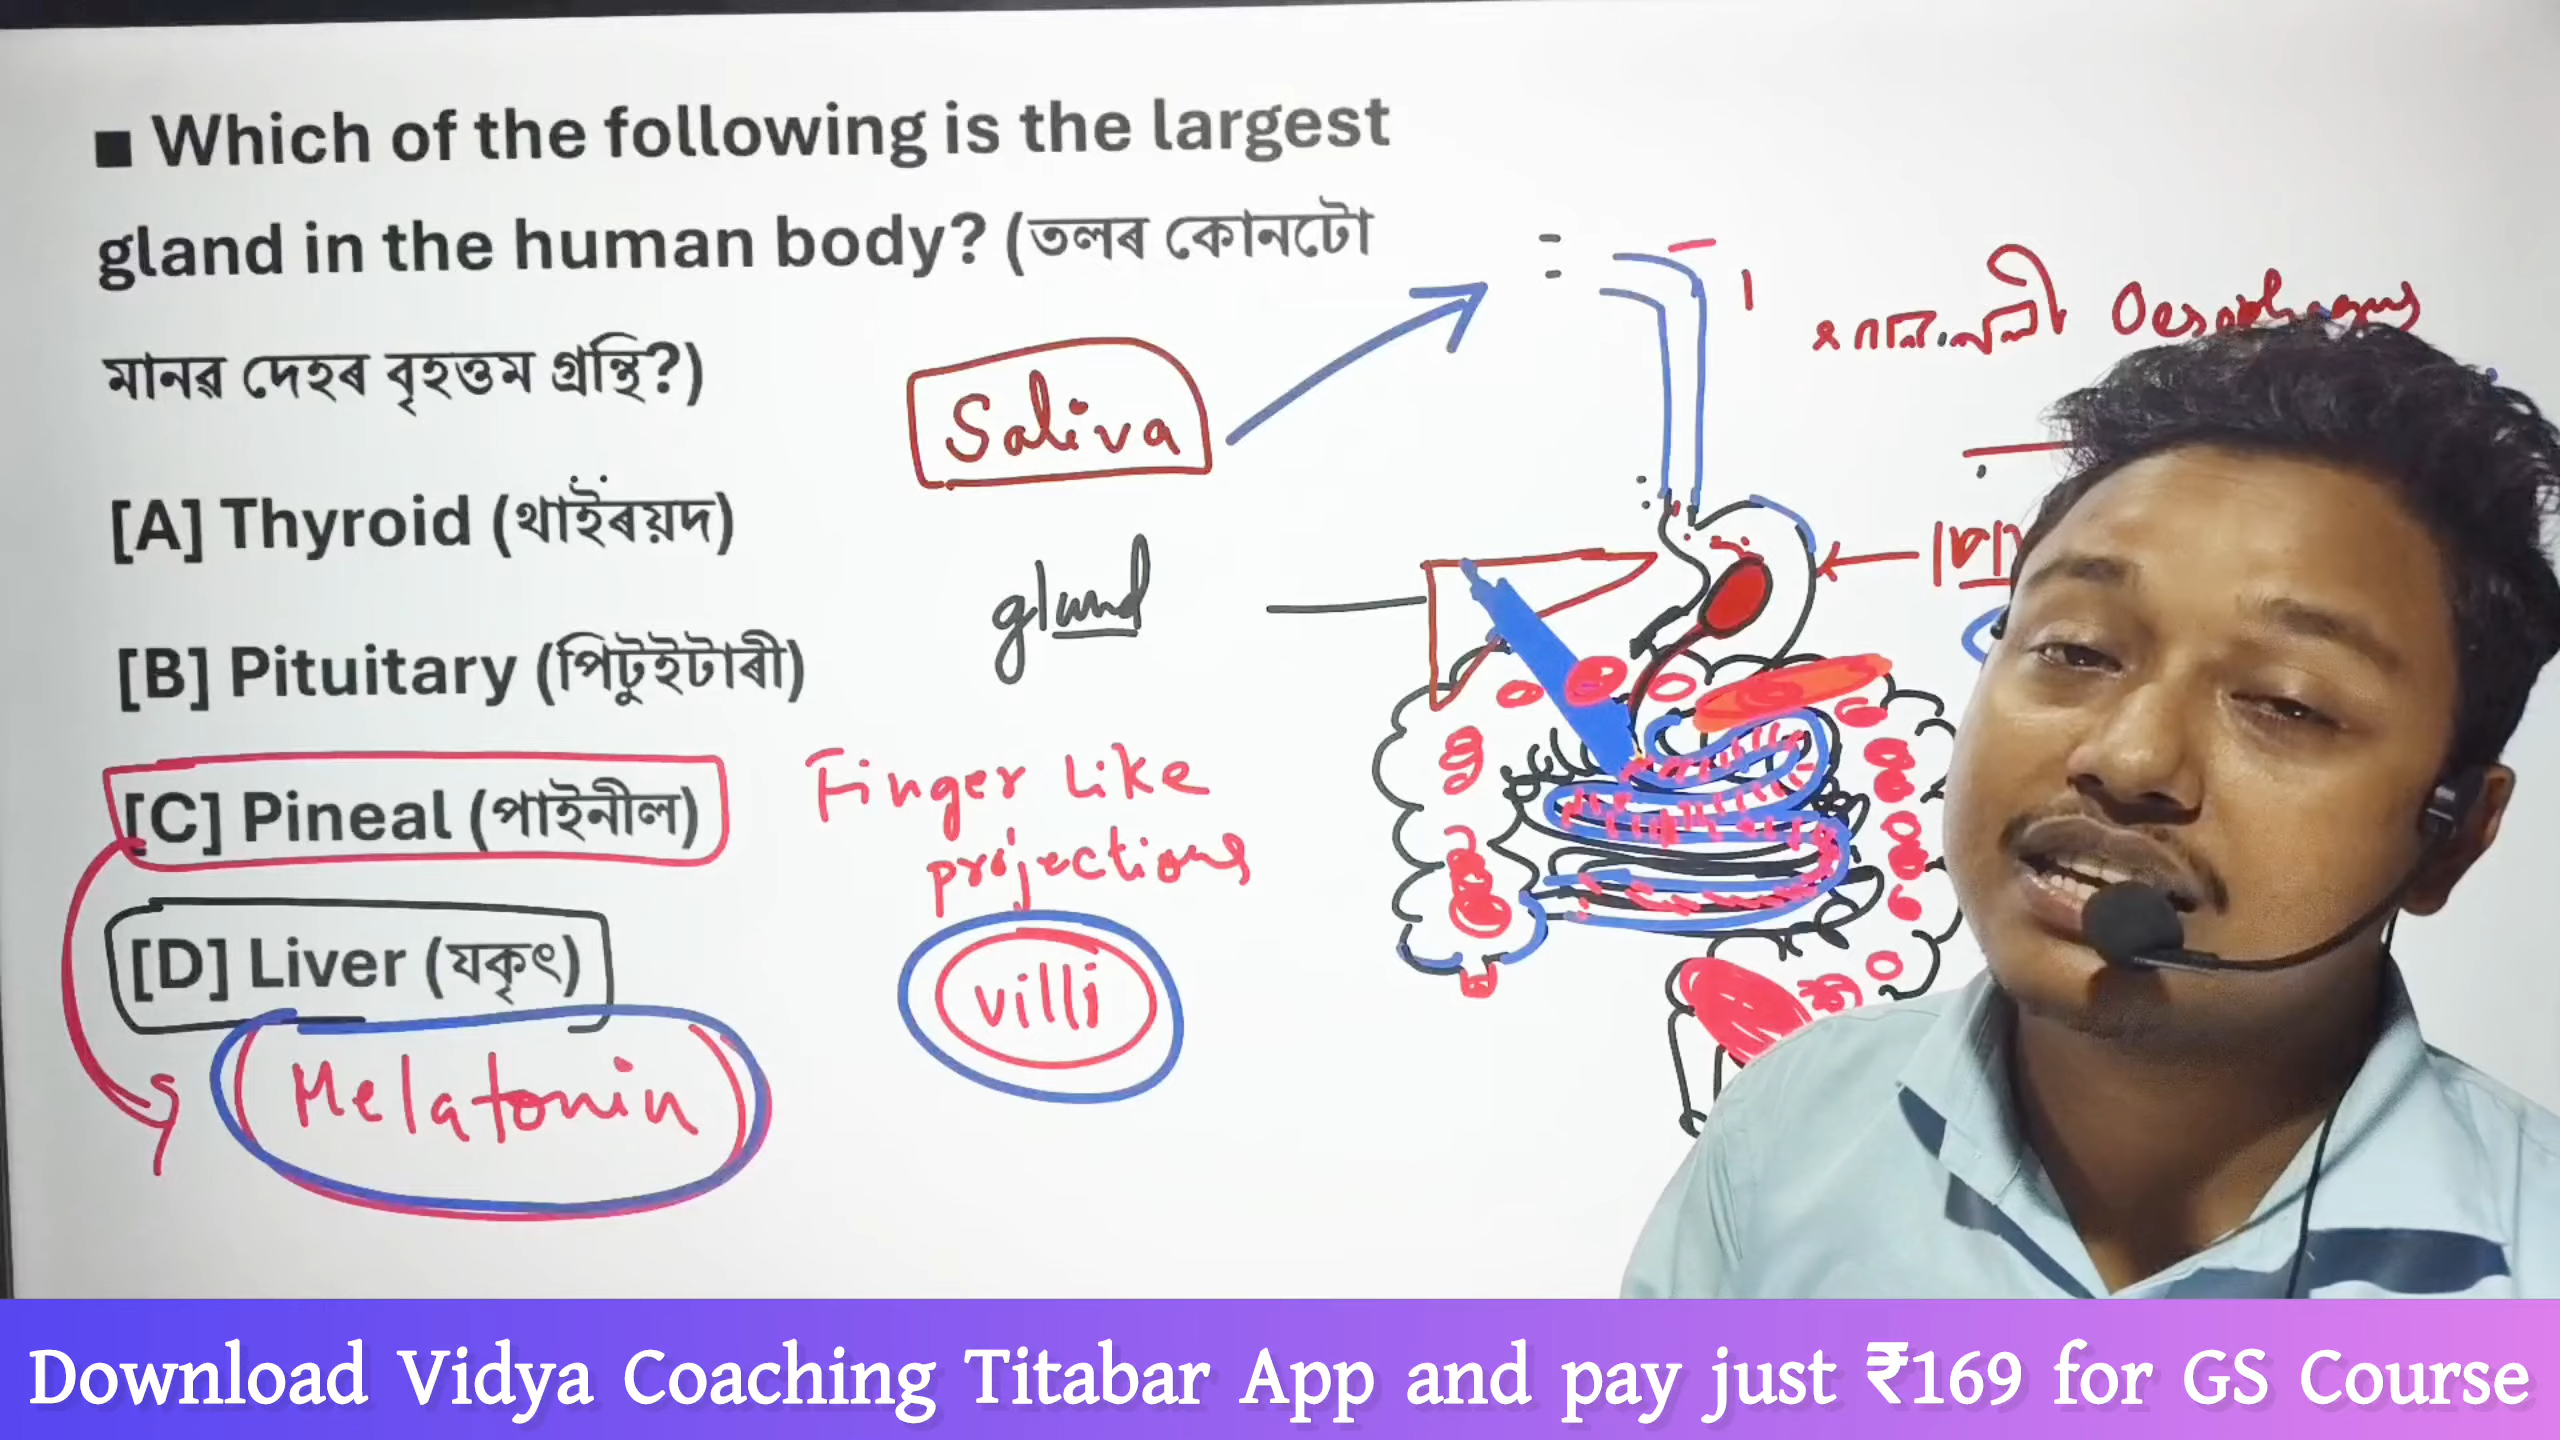 ■ Which of the following is the largest
gland in the human body? (তলৰ কোনটো
মানৱ দেহৰ বৃহত্তম গ্ৰন্থি?)
[A] Thyroid (থাইৰয়দ)
[B] Pituitary (পিটুইটাৰী)
[C] Pineal (পাইনীল)
[D] Liver (যকৃৎ)
Melatonin
Saliva
gland
Finger Like
projections
villi
Oesophagus
Download Vidya Coaching Titabar App and pay just ₹169 for GS Course